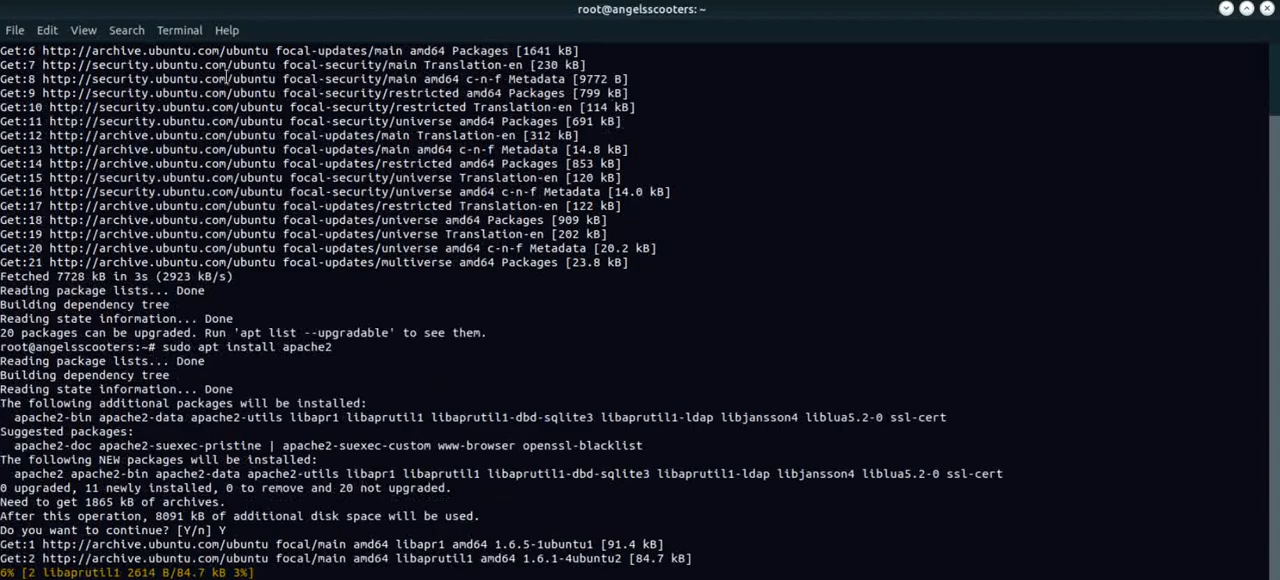 root@angelsscooters: ~
File Edit View Search Terminal Help
Get:6 http://archive.ubuntu.com/ubuntu focal-updates/main amd64 Packages [1641 kB]
Get:7 http://security.ubuntu.com/ubuntu focal-security/main Translation-en [230 kB]
Get:8 http://security.ubuntu.com/ubuntu focal-security/main amd64 c-n-f Metadata [9772 B]
Get:9 http://security.ubuntu.com/ubuntu focal-security/restricted amd64 Packages [799 kB]
Get:10 http://security.ubuntu.com/ubuntu focal-security/restricted Translation-en [114 kB]
Get:11 http://security.ubuntu.com/ubuntu focal-security/universe amd64 Packages [691 kB]
Get:12 http://archive.ubuntu.com/ubuntu focal-updates/main Translation-en [312 kB]
Get:13 http://archive.ubuntu.com/ubuntu focal-updates/main amd64 c-n-f Metadata [14.8 kB]
Get:14 http://archive.ubuntu.com/ubuntu focal-updates/restricted amd64 Packages [853 kB]
Get:15 http://security.ubuntu.com/ubuntu focal-security/universe Translation-en [120 kB]
Get:16 http://security.ubuntu.com/ubuntu focal-security/universe amd64 c-n-f Metadata [14.0 kB]
Get:17 http://archive.ubuntu.com/ubuntu focal-updates/restricted Translation-en [122 kB]
Get:18 http://archive.ubuntu.com/ubuntu focal-updates/universe amd64 Packages [909 kB]
Get:19 http://archive.ubuntu.com/ubuntu focal-updates/universe Translation-en [202 kB]
Get:20 http://archive.ubuntu.com/ubuntu focal-updates/universe amd64 c-n-f Metadata [20.2 kB]
Get:21 http://archive.ubuntu.com/ubuntu focal-updates/multiverse amd64 Packages [23.8 kB]
Fetched 7728 kB in 3s (2923 kB/s)
Reading package lists... Done
Building dependency tree
Reading state information... Done
20 packages can be upgraded. Run 'apt list --upgradable' to see them.
root@angelsscooters:~# sudo apt install apache2
Reading package lists... Done
Building dependency tree
Reading state information... Done
The following additional packages will be installed:
apache2-bin apache2-data apache2-utils libapr1 libaprutil1 libaprutil1-dbd-sqlite3 libaprutil1-ldap libjansson4 liblua5.2-0 ssl-cert
Suggested packages:
apache2-doc apache2-suexec-pristine | apache2-suexec-custom www-browser openssl-blacklist
The following NEW packages will be installed:
apache2 apache2-bin apache2-data apache2-utils libapr1 libaprutil1 libaprutil1-dbd-sqlite3 libaprutil1-ldap libjansson4 liblua5.2-0 ssl-cert
0 upgraded, 11 newly installed, 0 to remove and 20 not upgraded.
Need to get 1865 kB of archives.
After this operation, 8091 kB of additional disk space will be used.
Do you want to continue? [Y/n] Y
Get:1 http://archive.ubuntu.com/ubuntu focal/main amd64 libapr1 amd64 1.6.5-1ubuntu1 [91.4 kB]
Get:2 http://archive.ubuntu.com/ubuntu focal/main amd64 libaprutil1 amd64 1.6.1-4ubuntu2 [84.7 kB]
6% [2 libaprutil1 2614 B/84.7 kB 3%]